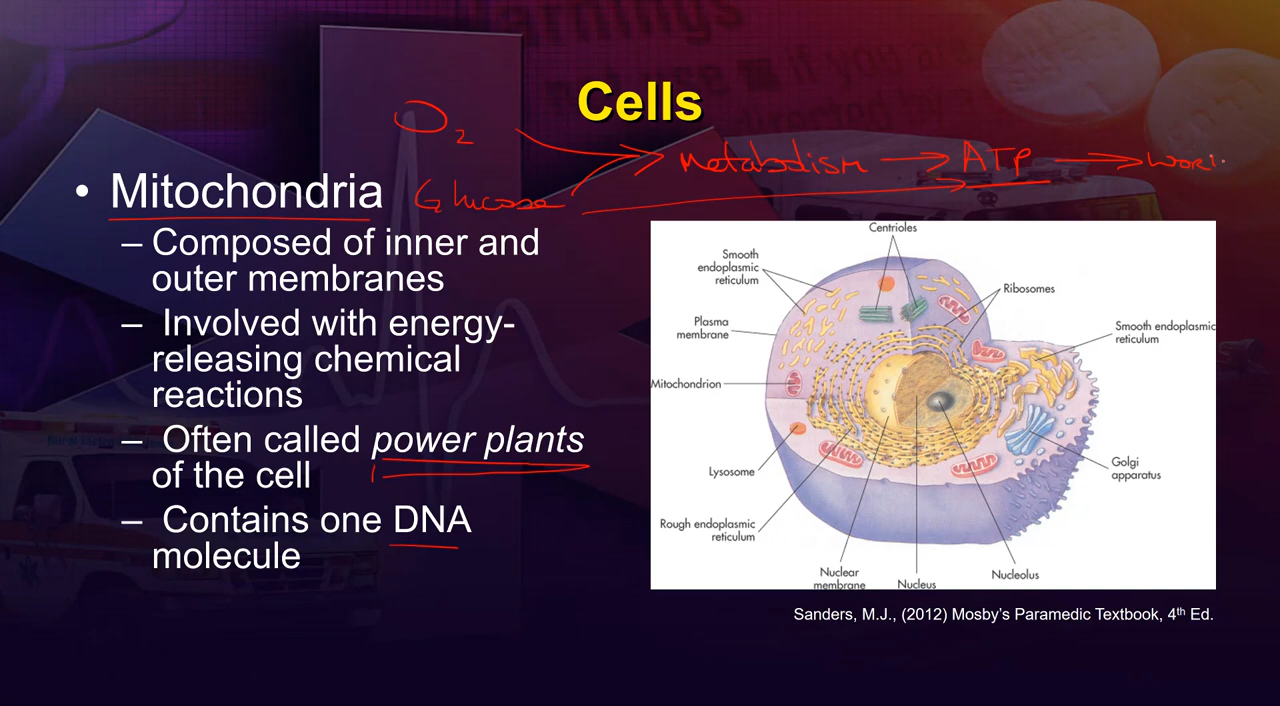 Cells
O2
Metabolism → ATP → Wor
Glucose
• Mitochondria
– Composed of inner and
outer membranes
– Involved with energy-
releasing chemical
reactions
– Often called power plants
of the cell
– Contains one DNA
molecule
Centrioles
Smooth
endoplasmic
reticulum
Ribosomes
Plasma
membrane
Smooth endoplasmic
reticulum
Mitochondrion
Lysosome
Golgi
apparatus
Rough endoplasmic
reticulum
Nuclear
membrane
Nucleus
Nucleolus
Sanders, M.J., (2012) Mosby's Paramedic Textbook, 4th Ed.